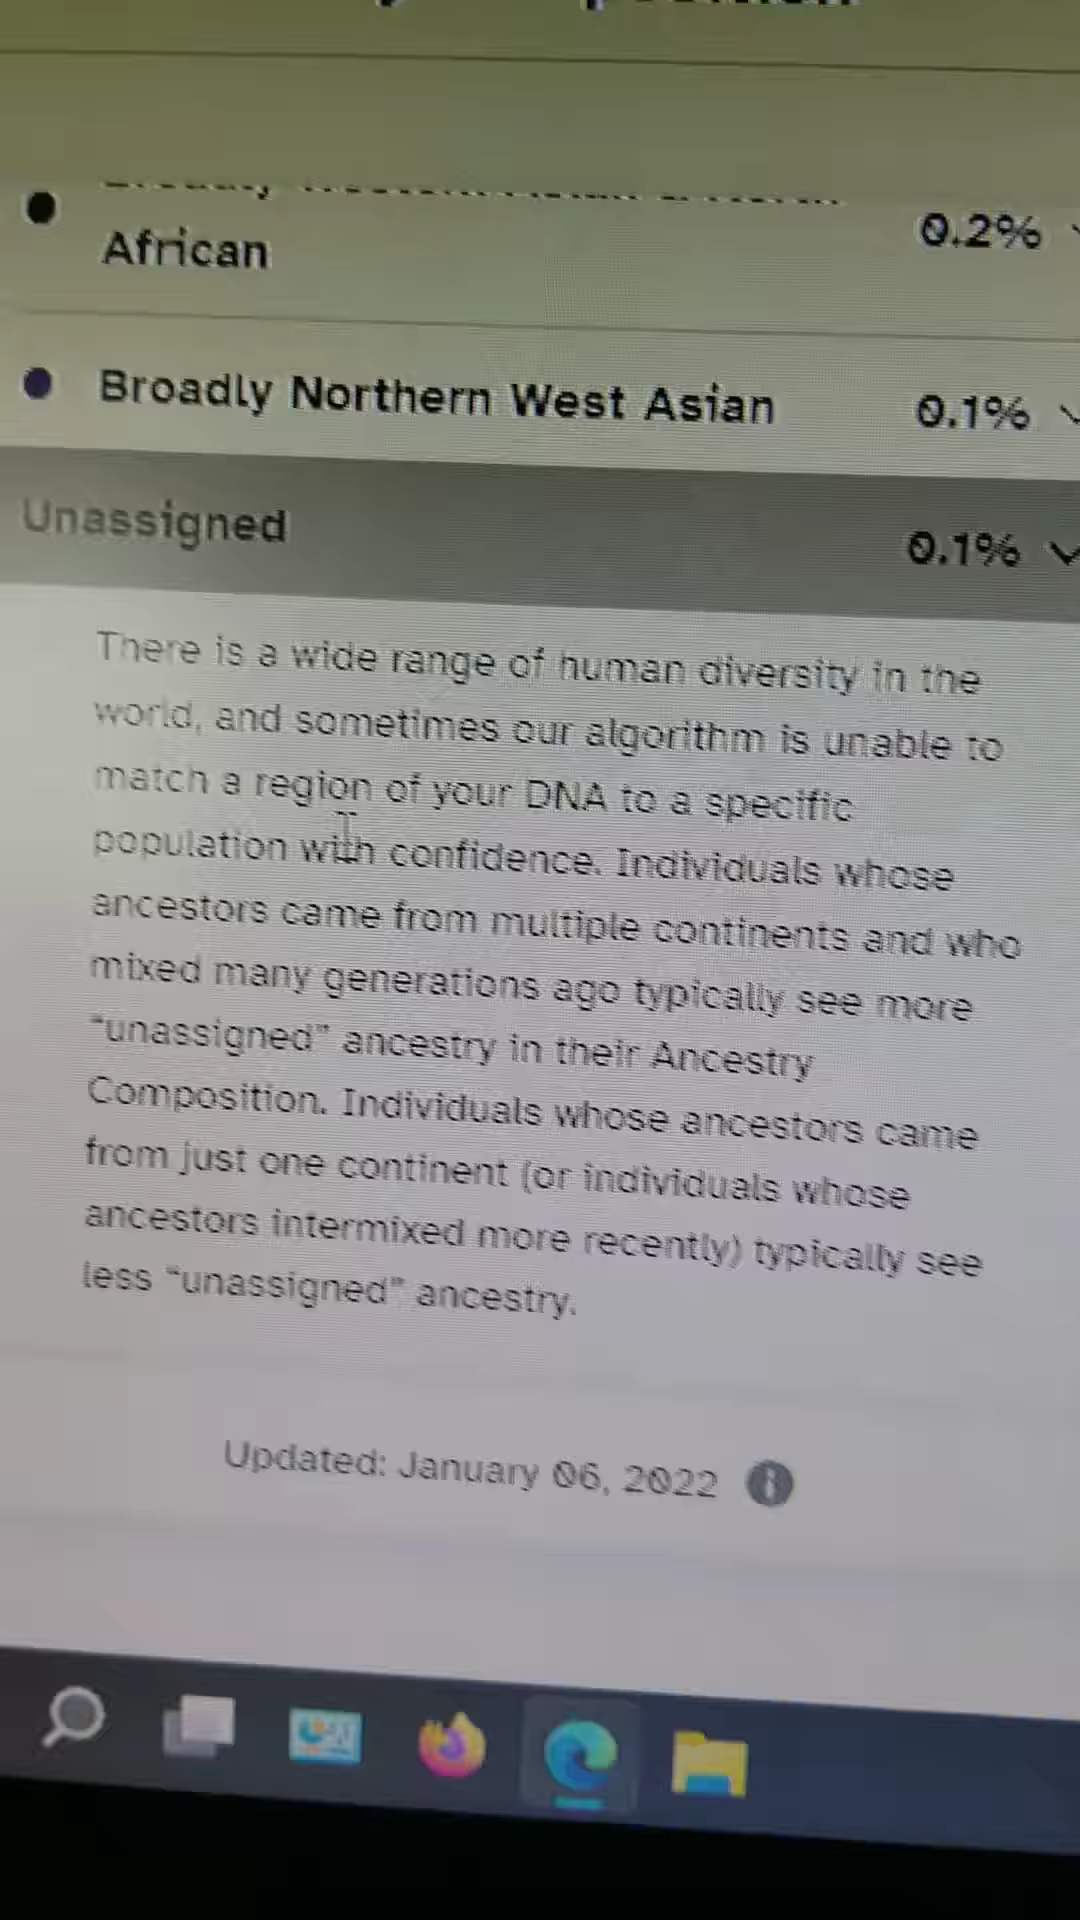 African
0.2%
Broadly Northern West Asian
0.1%
Unassigned
0.1%
There is a wide range of human diversity in the
world, and sometimes our algorithm is unable to
match a region of your DNA to a specific
population with confidence. Individuals whose
ancestors came from multiple continents and who
mixed many generations ago typically see more
“unassigned” ancestry in their Ancestry
Composition. Individuals whose ancestors came
from just one continent (or individuals whose
ancestors intermixed more recently) typically see
less “unassigned” ancestry.
Updated: January 06, 2022